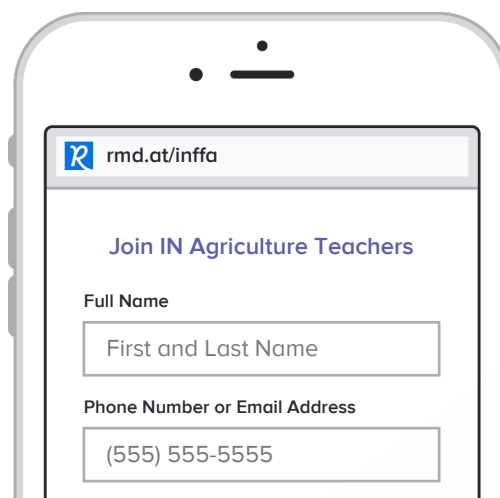 rmd.at/inffa
Join IN Agriculture Teachers
Full Name
First and Last Name
Phone Number or Email Address
(555) 555-5555